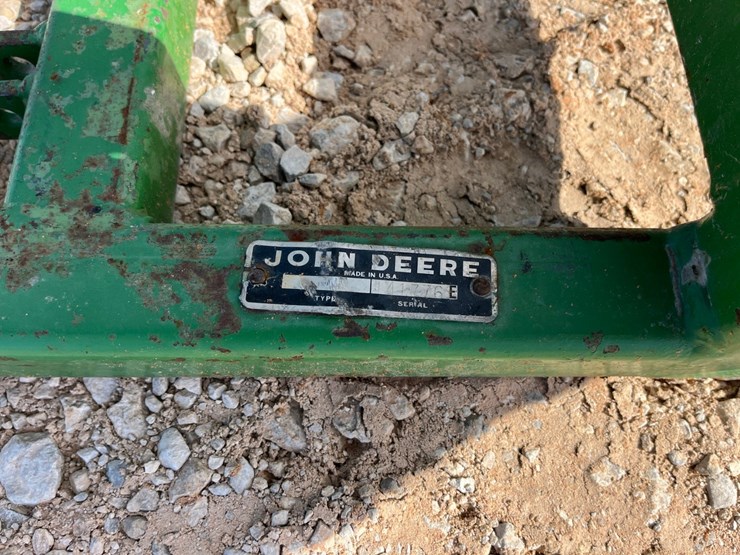 JOHN DEERE
MADE IN U.S.A.
E
TYPE SERIAL